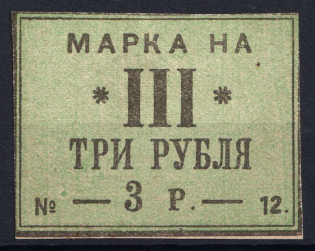 МАРКА НА
* III *
ТРИ РУБЛЯ
№ — 3 Р. — 12.